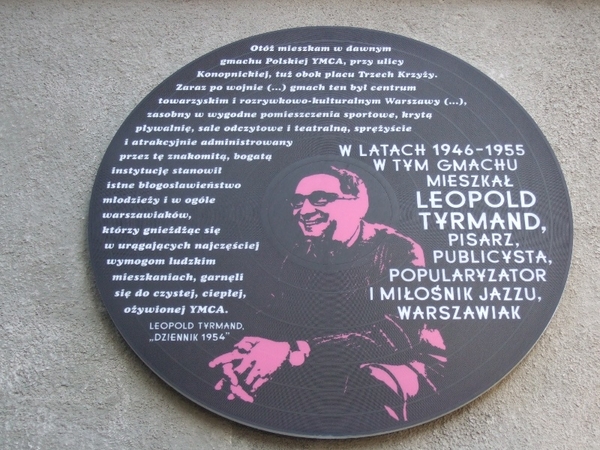 Otóż mieszkam w dawnym
gmachu Polskiej YMCA, przy ulicy
Konopnickiej, tuż obok placu Trzech Krzyży.
Zaraz po wojnie (...) gmach ten był centrum
towarzyskim i rozrywkowo-kulturalnym Warszawy (...),
zasobny w wygodne pomieszczenia sportowe, krytą
pływalnię, sale odczytowe i teatralną, sprężyście
i atrakcyjnie administrowany
przez tę znakomitą, bogatą
instytucję stanowił
istne błogosławieństwo
młodzieży i w ogóle
warszawiaków,
którzy gnieżdżąc się
w urągających najczęściej
wymogom ludzkim
mieszkaniach, garnęli
się do czystej, ciepłej,
ożywionej YMCA.
LEOPOLD TYRMAND,
„DZIENNIK 1954”
W LATACH 1946-1955
W TYM GMACHU
MIESZKAŁ
LEOPOLD
TYRMAND,
PISARZ,
PUBLICYSTA,
POPULARYZATOR
I MIŁOŚNIK JAZZU,
WARSZAWIAK